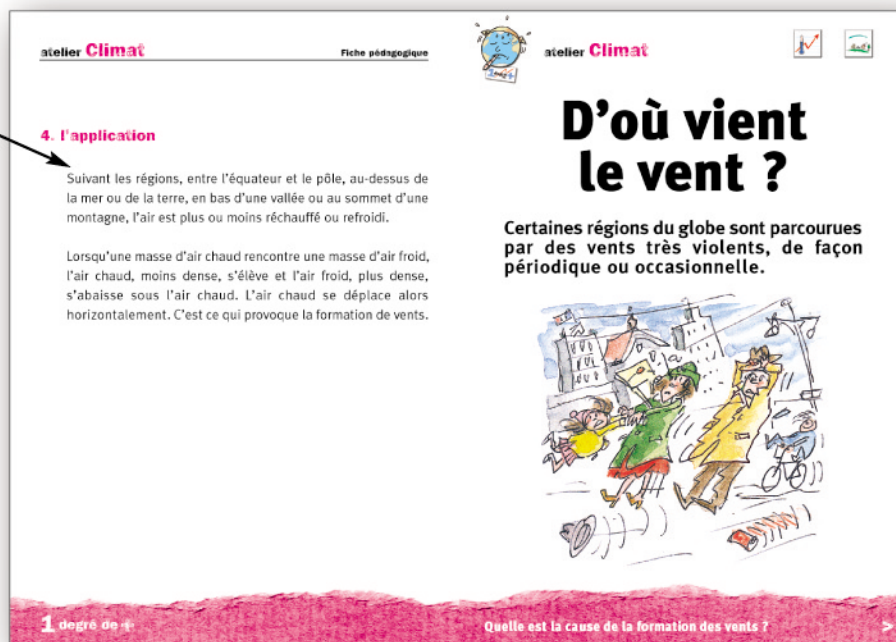 atelier Climat
Fiche pédagogique
4. l'application
Suivant les régions, entre l'équateur et le pôle, au-dessus de
la mer ou de la terre, en bas d'une vallée ou au sommet d'une
montagne, l'air est plus ou moins réchauffé ou refroidi.
Lorsqu'une masse d'air chaud rencontre une masse d'air froid,
l'air chaud, moins dense, s'élève et l'air froid, plus dense,
s'abaisse sous l'air chaud. L'air chaud se déplace alors
horizontalement. C'est ce qui provoque la formation de vents.
1 degré de +
atelier Climat
D'où vient
le vent ?
Certaines régions du globe sont parcourues
par des vents très violents, de façon
périodique ou occasionnelle.
Quelle est la cause de la formation des vents ?